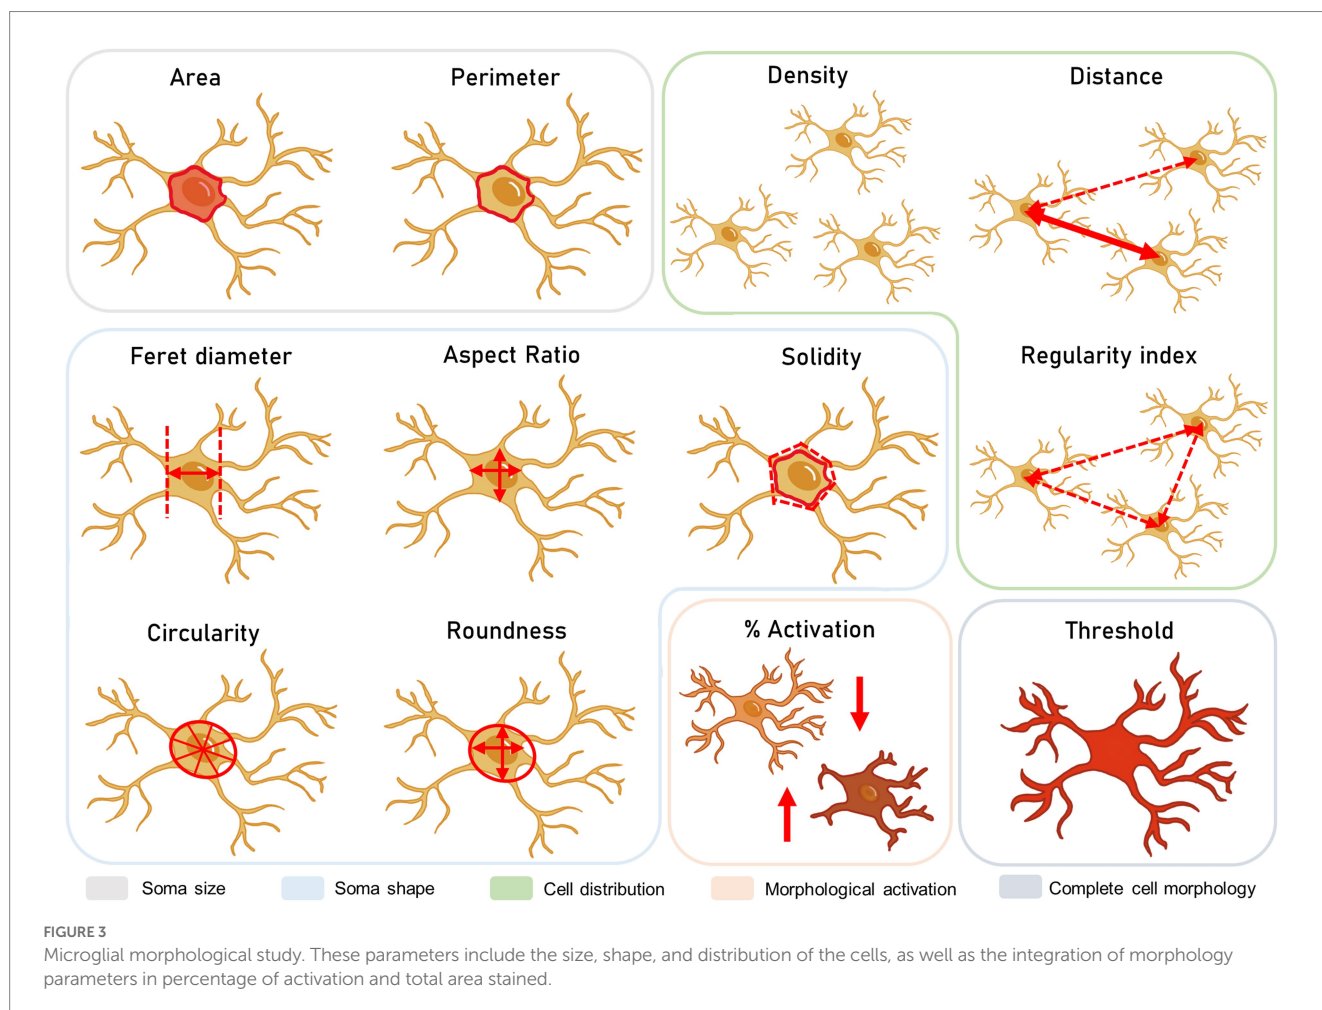 Area
Perimeter
Density
Distance
Feret diameter
Aspect Ratio
Solidity
Regularity index
Circularity
Roundness
% Activation
Threshold
Soma size
Soma shape
Cell distribution
Morphological activation
Complete cell morphology
FIGURE 3
Microglial morphological study. These parameters include the size, shape, and distribution of the cells, as well as the integration of morphology
parameters in percentage of activation and total area stained.